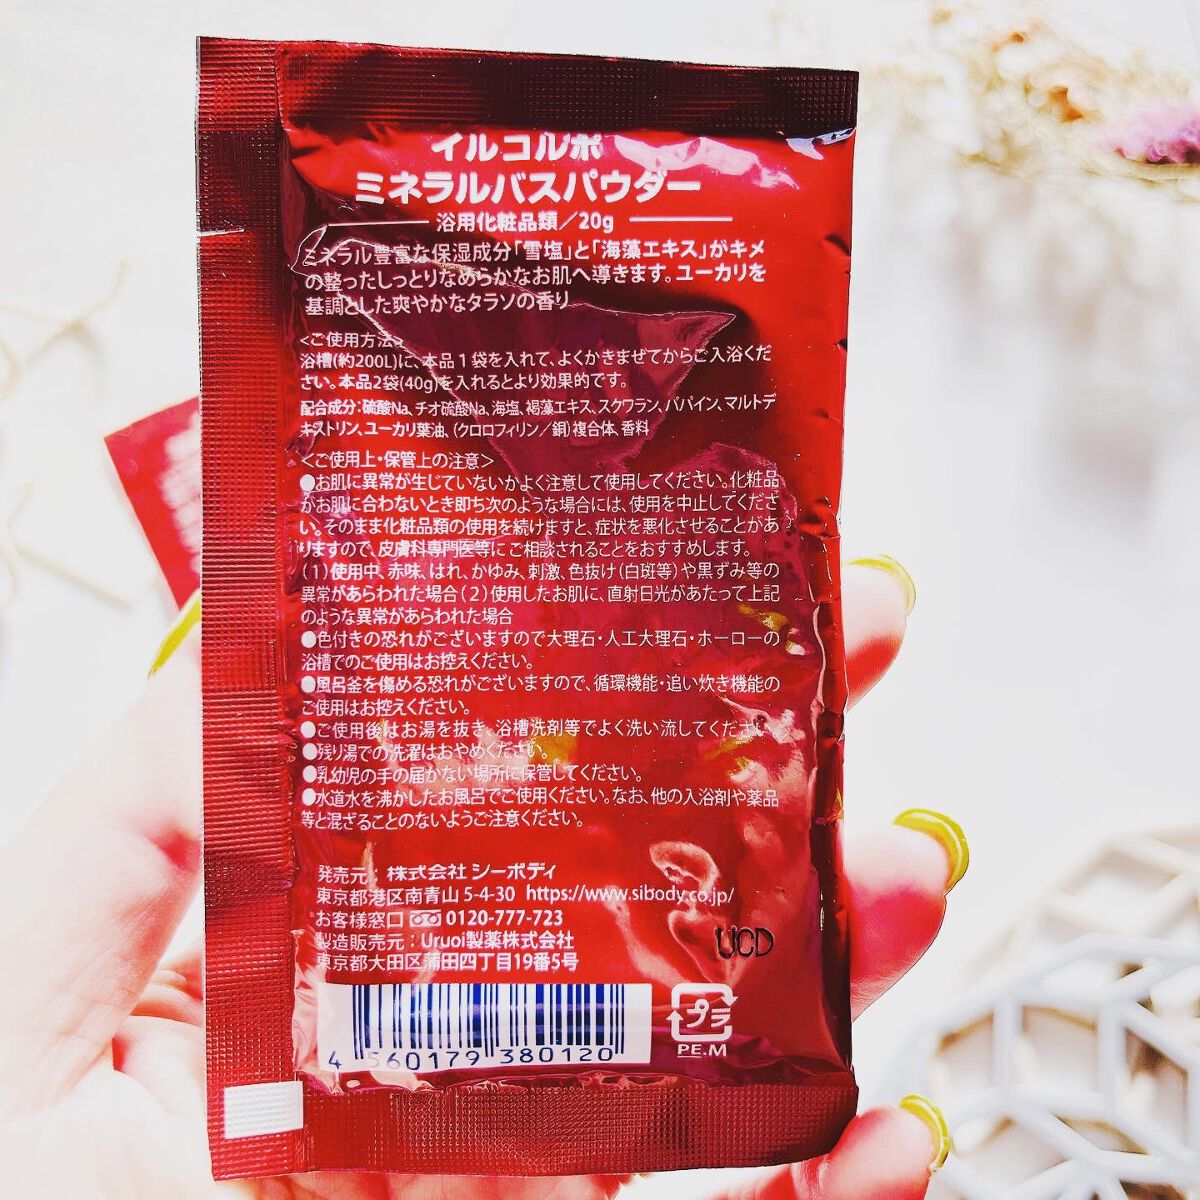 イルコルポ
ミネラルバスパウダー
浴用化粧品類／20g
ミネラル豊富な保湿成分「雪塩」と「海藻エキス」がキメ
の整ったしっとりなめらかなお肌へ導きます。ユーカリを
基調とした爽やかなタラソの香り
<ご使用方法>
浴槽(約200L)に、本品1袋を入れて、よくかきまぜてからご入浴くだ
さい。本品2袋(40g)を入れるとより効果的です。
配合成分：硫酸Na、チオ硫酸Na、海塩、褐藻エキス、スクワラン、パパイン、マルトデ
キストリン、ユーカリ葉油、(クロロフィリン／銅)複合体、香料
<ご使用上・保管上の注意>
●お肌に異常が生じていないかよく注意して使用してください。化粧品
がお肌に合わないとき即ち次のような場合には、使用を中止してくださ
い。そのまま化粧品類の使用を続けますと、症状を悪化させることがあ
りますので、皮膚科専門医等にご相談されることをおすすめします。
(1)使用中、赤味、はれ、かゆみ、刺激、色抜け(白斑等)や黒ずみ等の
異常があらわれた場合(2)使用したお肌に、直射日光があたって上記
のような異常があらわれた場合
●色付きの恐れがございますので大理石・人工大理石・ホーローの
浴槽でのご使用はお控えください。
●風呂釜を傷める恐れがございますので、循環機能・追い炊き機能の
ご使用はお控えください。
●ご使用後はお湯を抜き、浴槽洗剤等でよく洗い流してください
●残り湯での洗濯はおやめください。
●乳幼児の手の届かない場所に保管してください。
●水道水を沸かしたお風呂でご使用ください。なお、他の入浴剤や薬品
等と混ざることのないようご注意ください。
発売元：株式会社 シーボディ
東京都港区南青山 5-4-30 https://www.sibody.co.jp/
お客様窓口 0120-777-723
製造販売元：Uruoi製薬株式会社
東京都大田区蒲田四丁目19番5号
UCD
4 560179 380120
プラ
PE.M